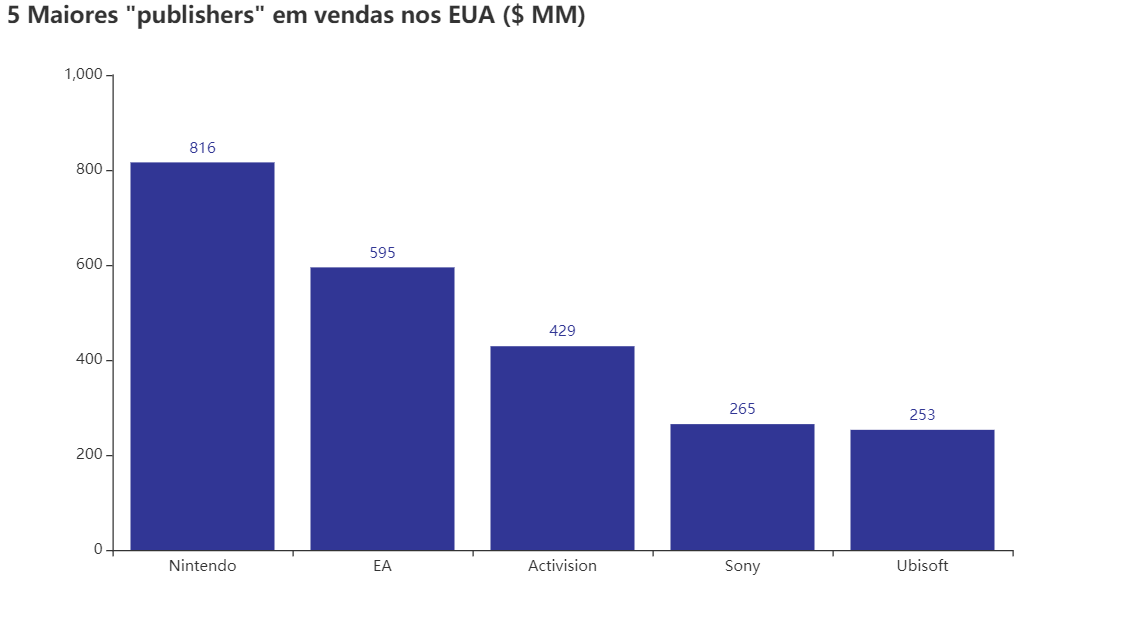 5 Maiores "publishers" em vendas nos EUA ($ MM)
1,000
800
600
400
200
0
816
595
429
265
253
Nintendo
EA
Activision
Sony
Ubisoft